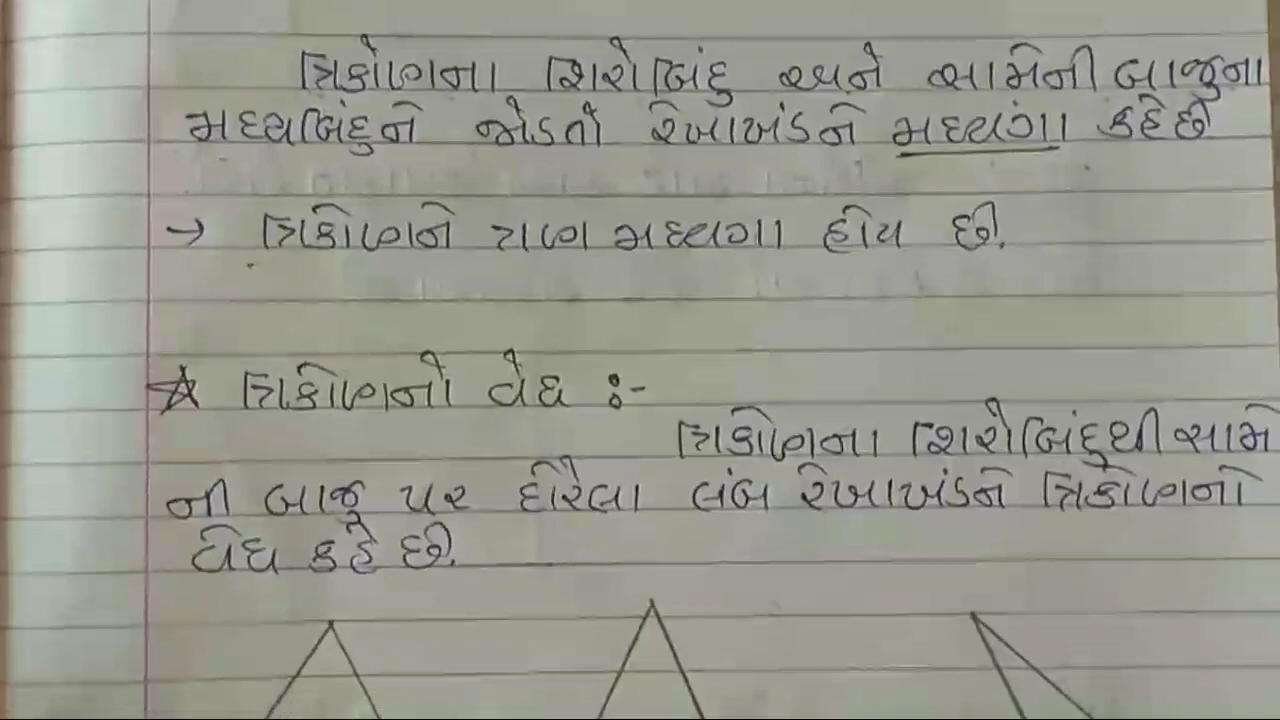 ત્રિકોણના શિરોબિંદુ અને સામેની બાજુના
મધ્યબિંદુને જોડતો રેખાખંડને મધ્યગા કહે છે
→ ત્રિકોણને ત્રણ મધ્યગા હોય છે.
☆ ત્રિકોણનો વેધ :-
ત્રિકોણના શિરોબિંદુથી સામે
ની બાજુ પર દોરેલા લંબ રેખાખંડને ત્રિકોણનો
વેધ કહે છે.